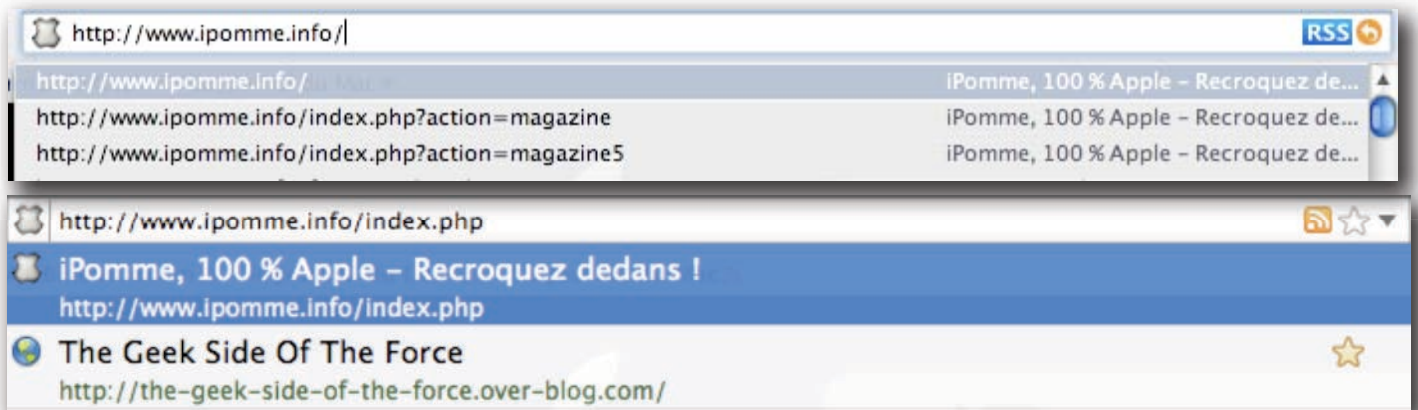 http://www.ipomme.info/ RSS
http://www.ipomme.info/ iPomme, 100 % Apple – Recroquez de...
http://www.ipomme.info/index.php?action=magazine iPomme, 100 % Apple – Recroquez de...
http://www.ipomme.info/index.php?action=magazine5 iPomme, 100 % Apple – Recroquez de...
http://www.ipomme.info/index.php
iPomme, 100 % Apple – Recroquez dedans !
http://www.ipomme.info/index.php
The Geek Side Of The Force
http://the-geek-side-of-the-force.over-blog.com/